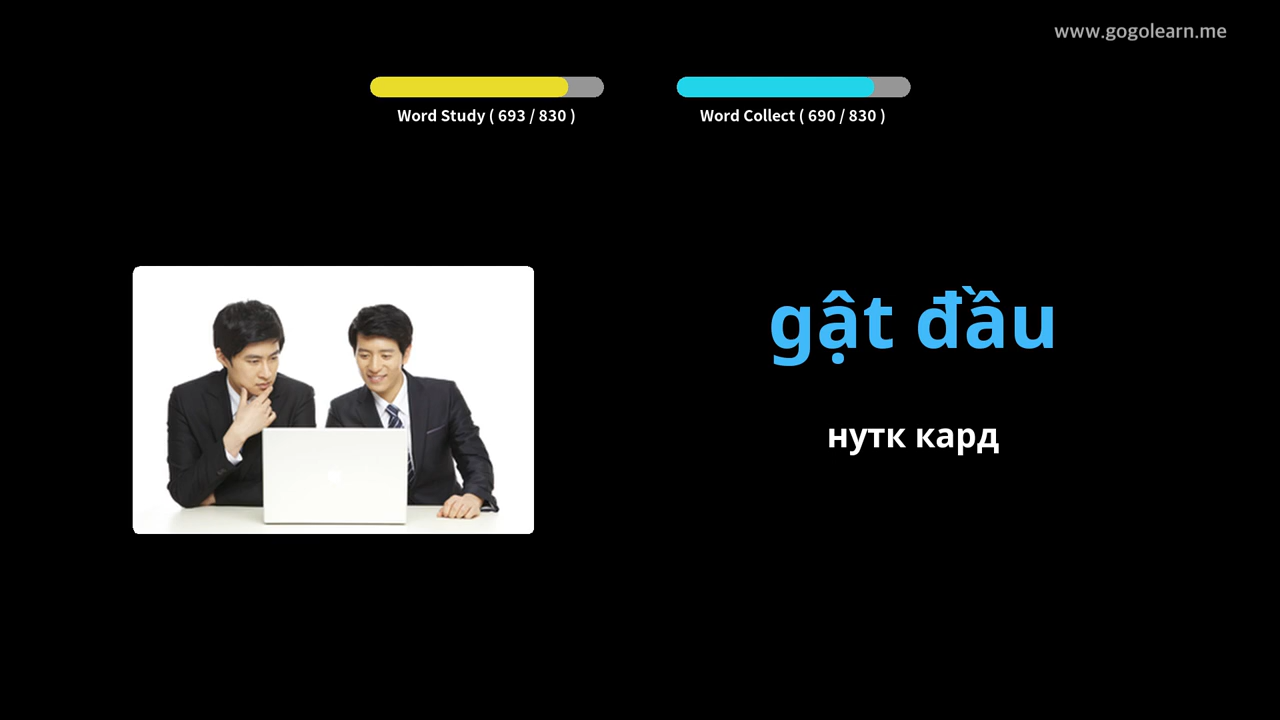 www.gogolearn.me
Word Study ( 693 / 830 )
Word Collect ( 690 / 830 )
gật đầu
нутк кард